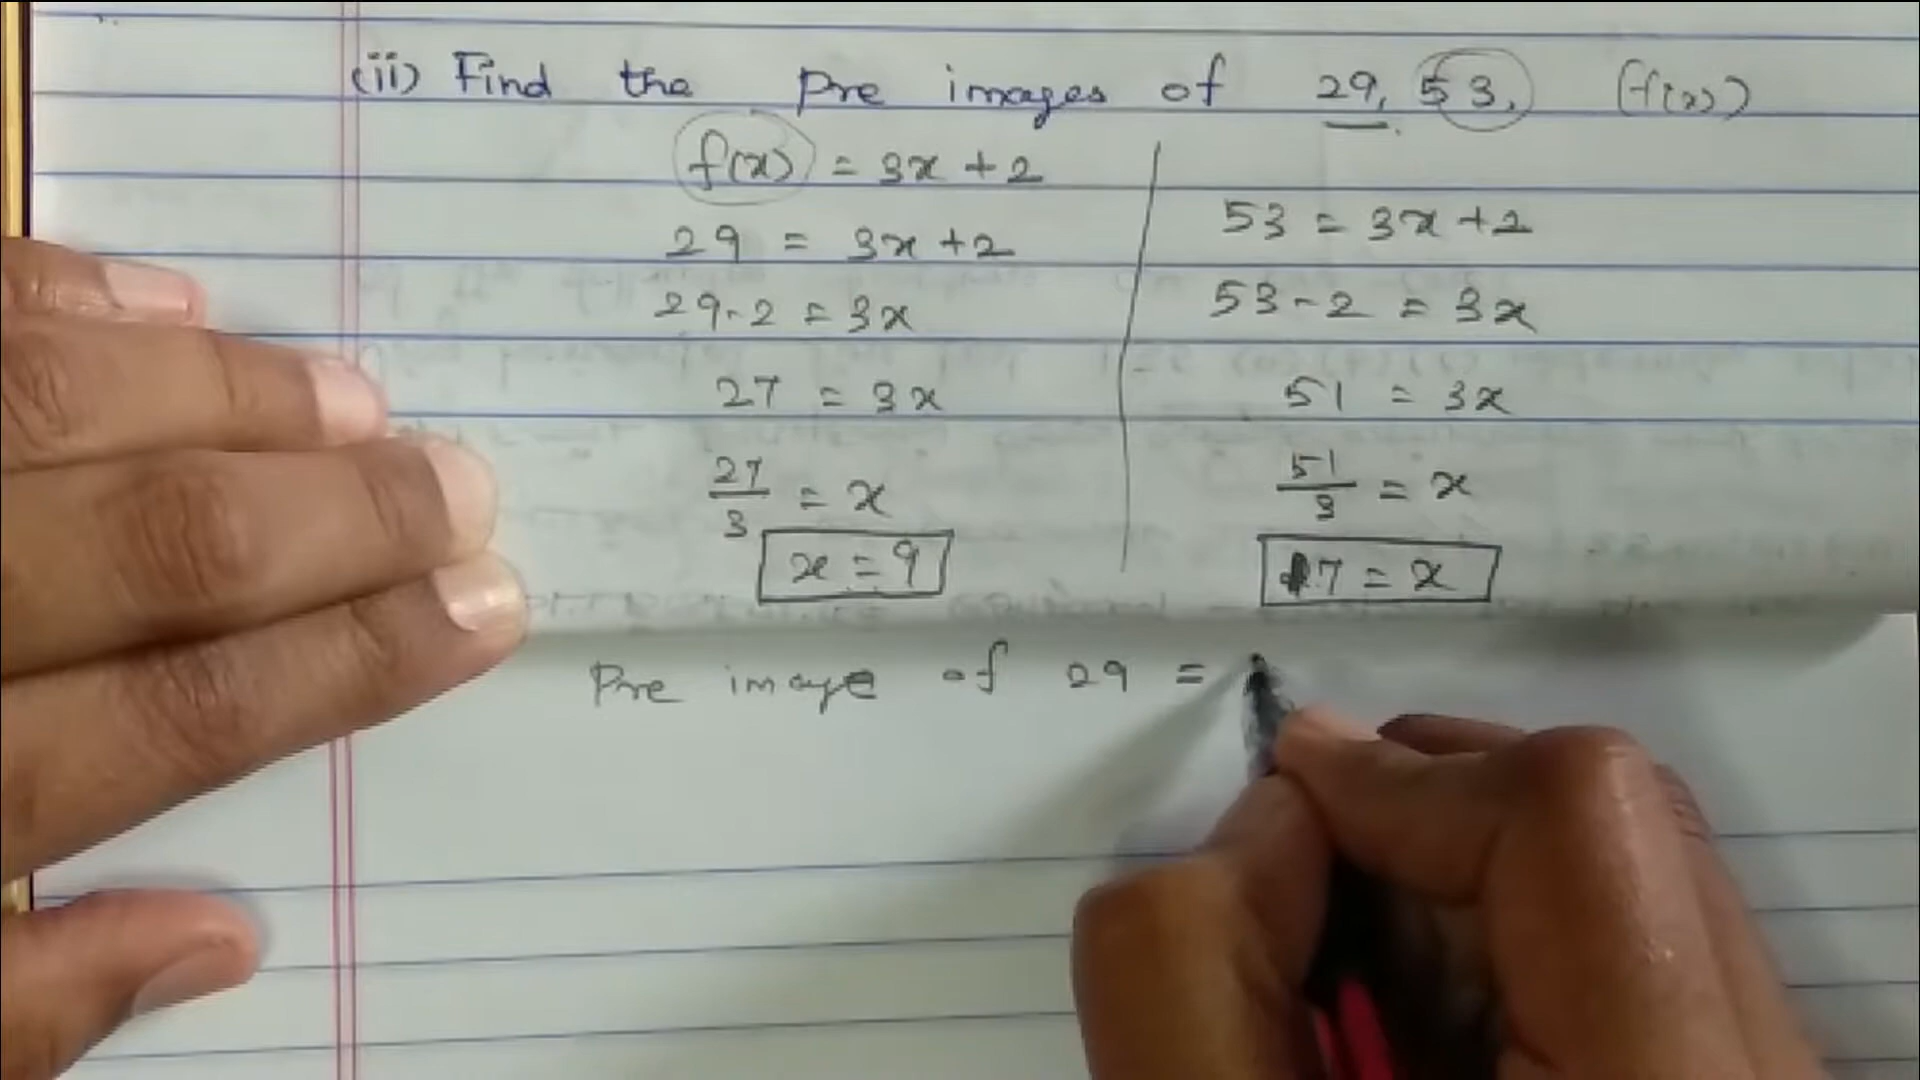 (ii) Find the Pre images of 29, 53. (f(x))
f(x) = 3x + 2
29 = 3x + 2
29 - 2 = 3x
27 = 3x
27/3 = x
x = 9
53 = 3x + 2
53 - 2 = 3x
51 = 3x
51/3 = x
17 = x
Pre image of 29 =